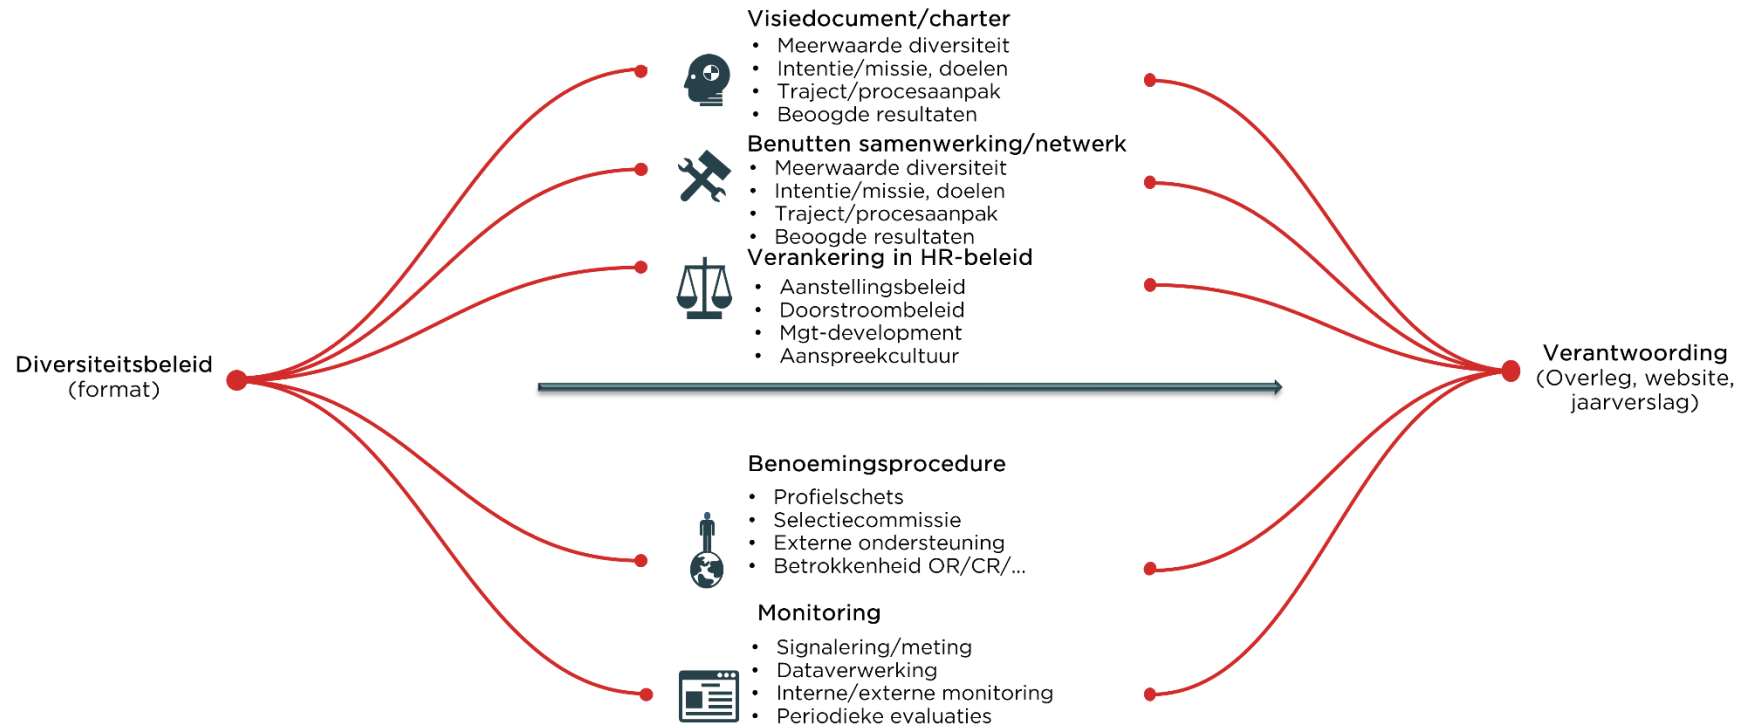 Visiedocument/charter
• Meerwaarde diversiteit
• Intentie/missie, doelen
• Traject/procesaanpak
• Beoogde resultaten
Benutten samenwerking/netwerk
• Meerwaarde diversiteit
• Intentie/missie, doelen
• Traject/procesaanpak
• Beoogde resultaten
Verankering in HR-beleid
• Aanstellingsbeleid
• Doorstroombeleid
• Mgt-development
• Aanspreekcultuur
Diversiteitsbeleid
(format)
Verantwoording
(Overleg, website,
jaarverslag)
Benoemingsprocedure
• Profielschets
• Selectiecommissie
• Externe ondersteuning
• Betrokkenheid OR/CR/...
Monitoring
• Signalering/meting
• Dataverwerking
• Interne/externe monitoring
• Periodieke evaluaties